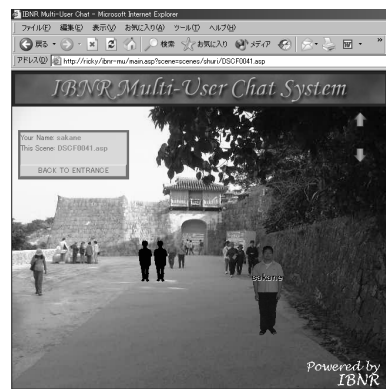 IBNR Multi-User Chat - Microsoft Internet Explorer
ファイル(F) 編集(E) 表示(V) お気に入り(A) ツール(T) ヘルプ(H)
戻る 検索 お気に入り メディア
アドレス(D) http://ricky/ibnr-mu/main.asp?scene=scenes/shuri/DSCF0041.asp
IBNR Multi-User Chat System
Your Name: sakame
This Scene: DSCF0041.asp
BACK TO ENTRANCE
sakame
Powered by
IBNR